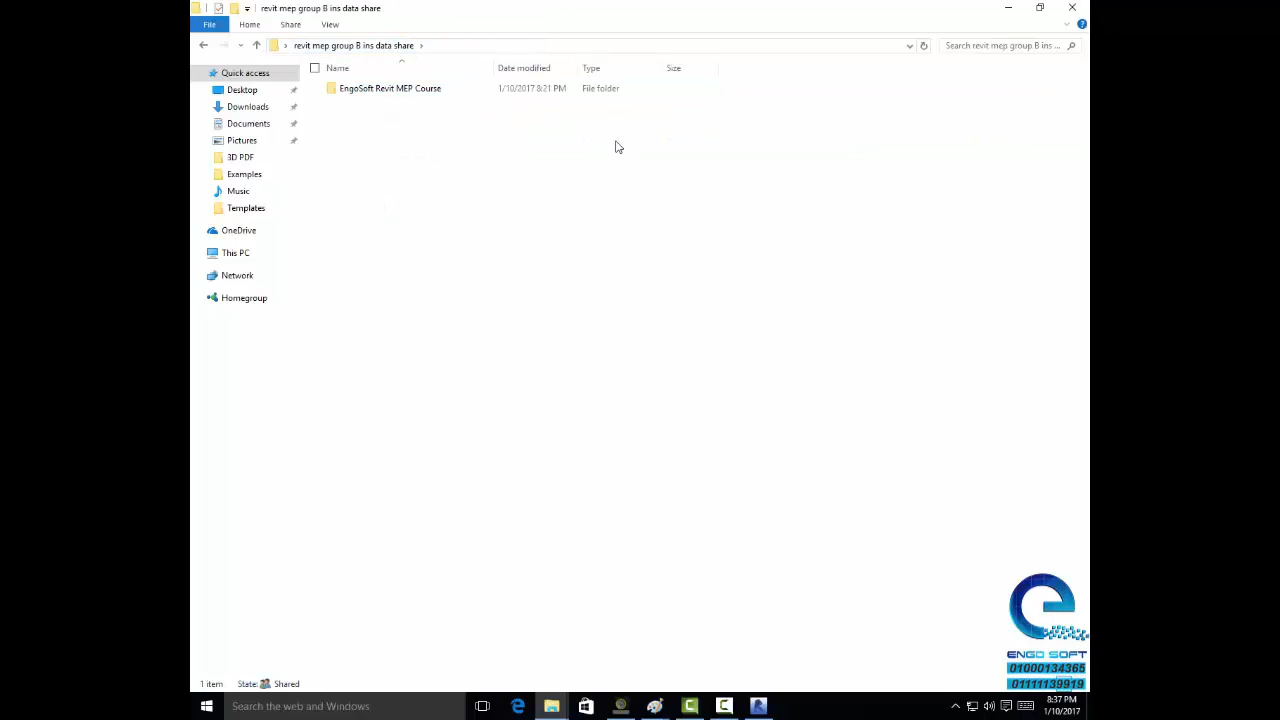 revit mep group B ins data share
File Home Share View
revit mep group B ins data share
Search revit mep group B ins ...
Name Date modified Type Size
EngoSoft Revit MEP Course 1/10/2017 8:21 PM File folder
Quick access
Desktop
Downloads
Documents
Pictures
3D PDF
Examples
Music
Templates
OneDrive
This PC
Network
Homegroup
ENGO SOFT
01000134365
01111139919
1 item State: Shared
Search the web and Windows
8:37 PM
1/10/2017